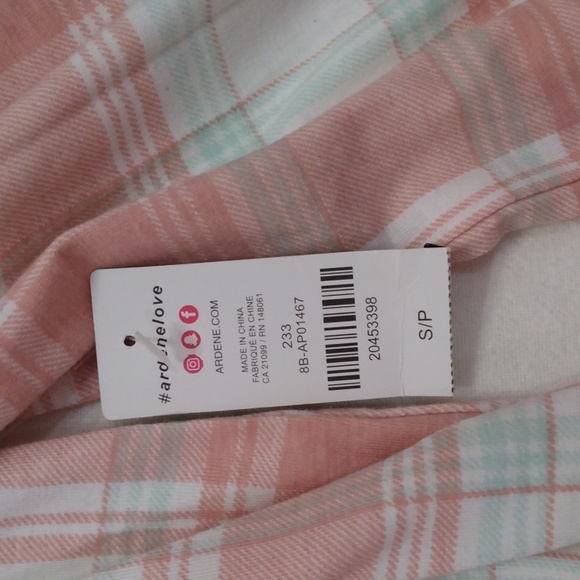 #ardenelove
ARDENE.COM
MADE IN CHINA
FABRIQUÉ EN CHINE
CA 21099 / RN 148061
233
8B-AP01467
20453398
S/P